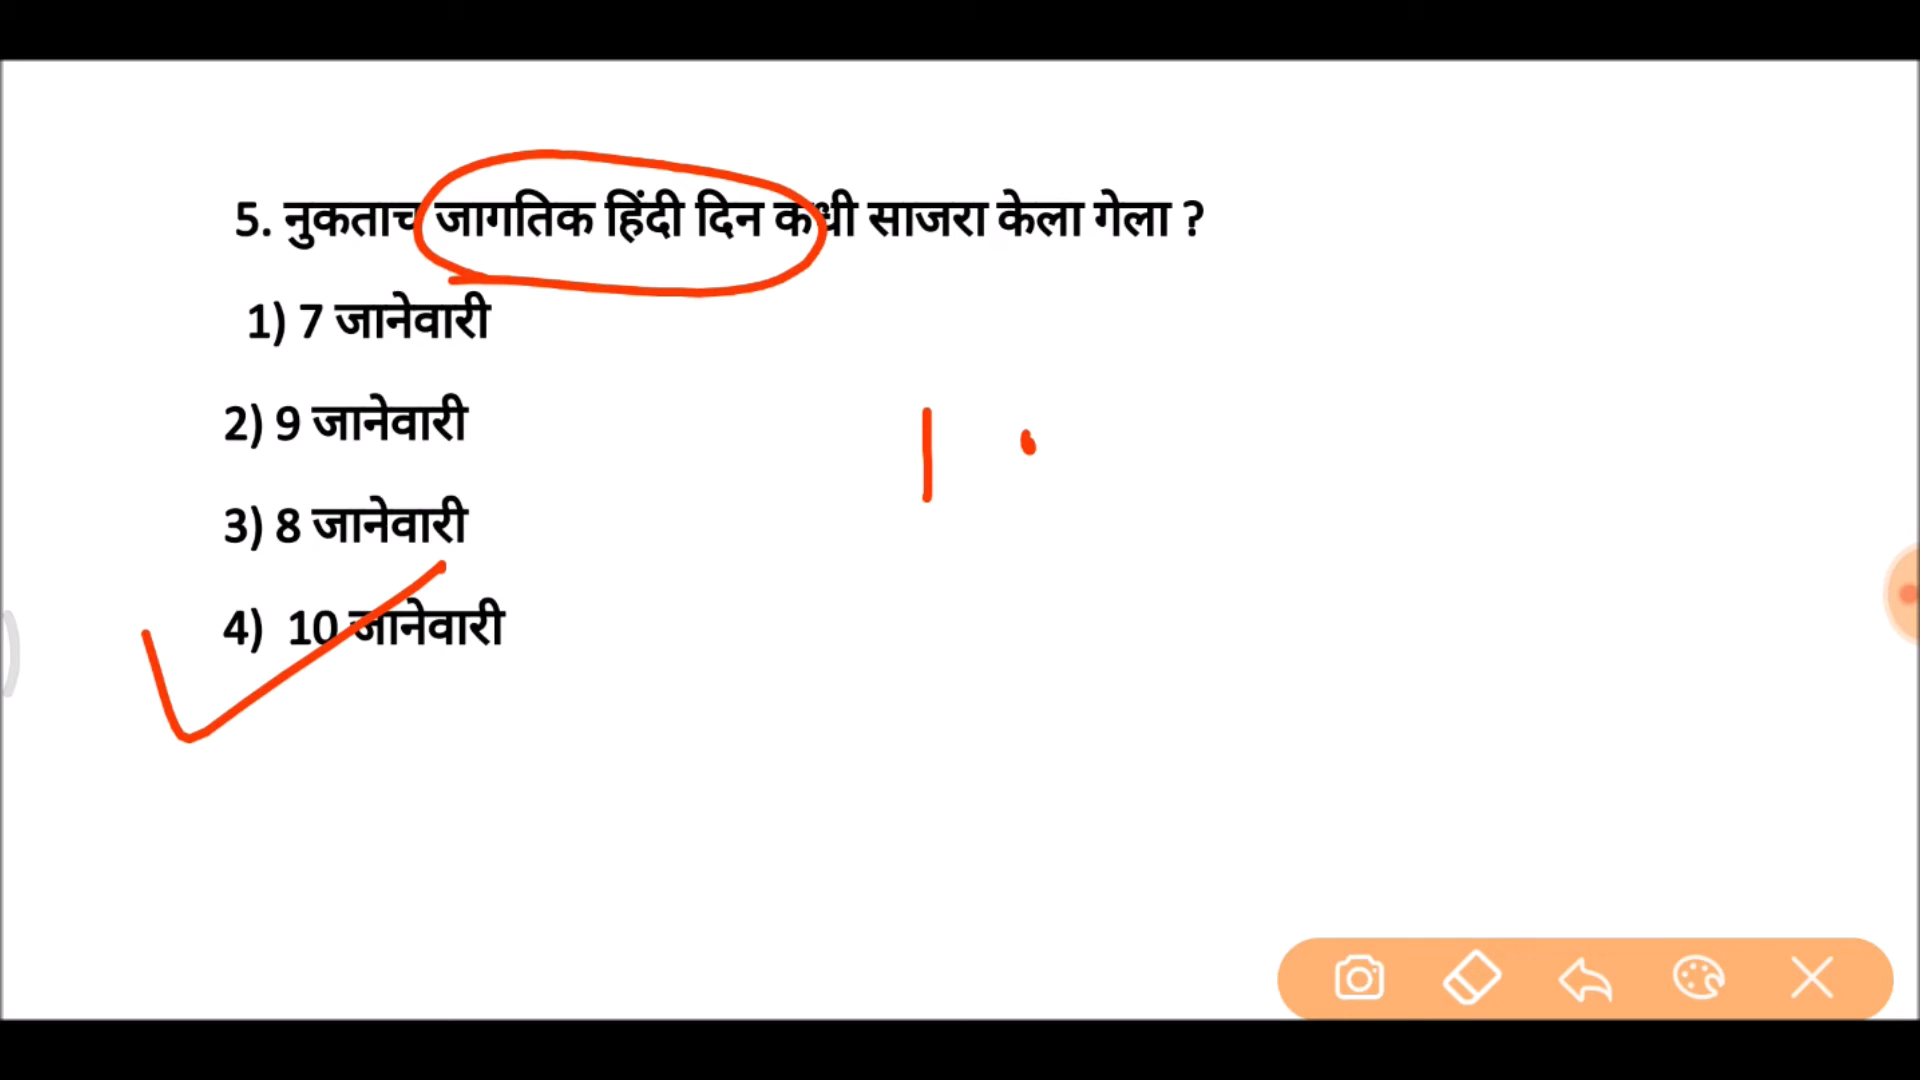 5. नुकताच जागतिक हिंदी दिन कधी साजरा केला गेला ?
1) 7 जानेवारी
2) 9 जानेवारी
3) 8 जानेवारी
4) 10 जानेवारी